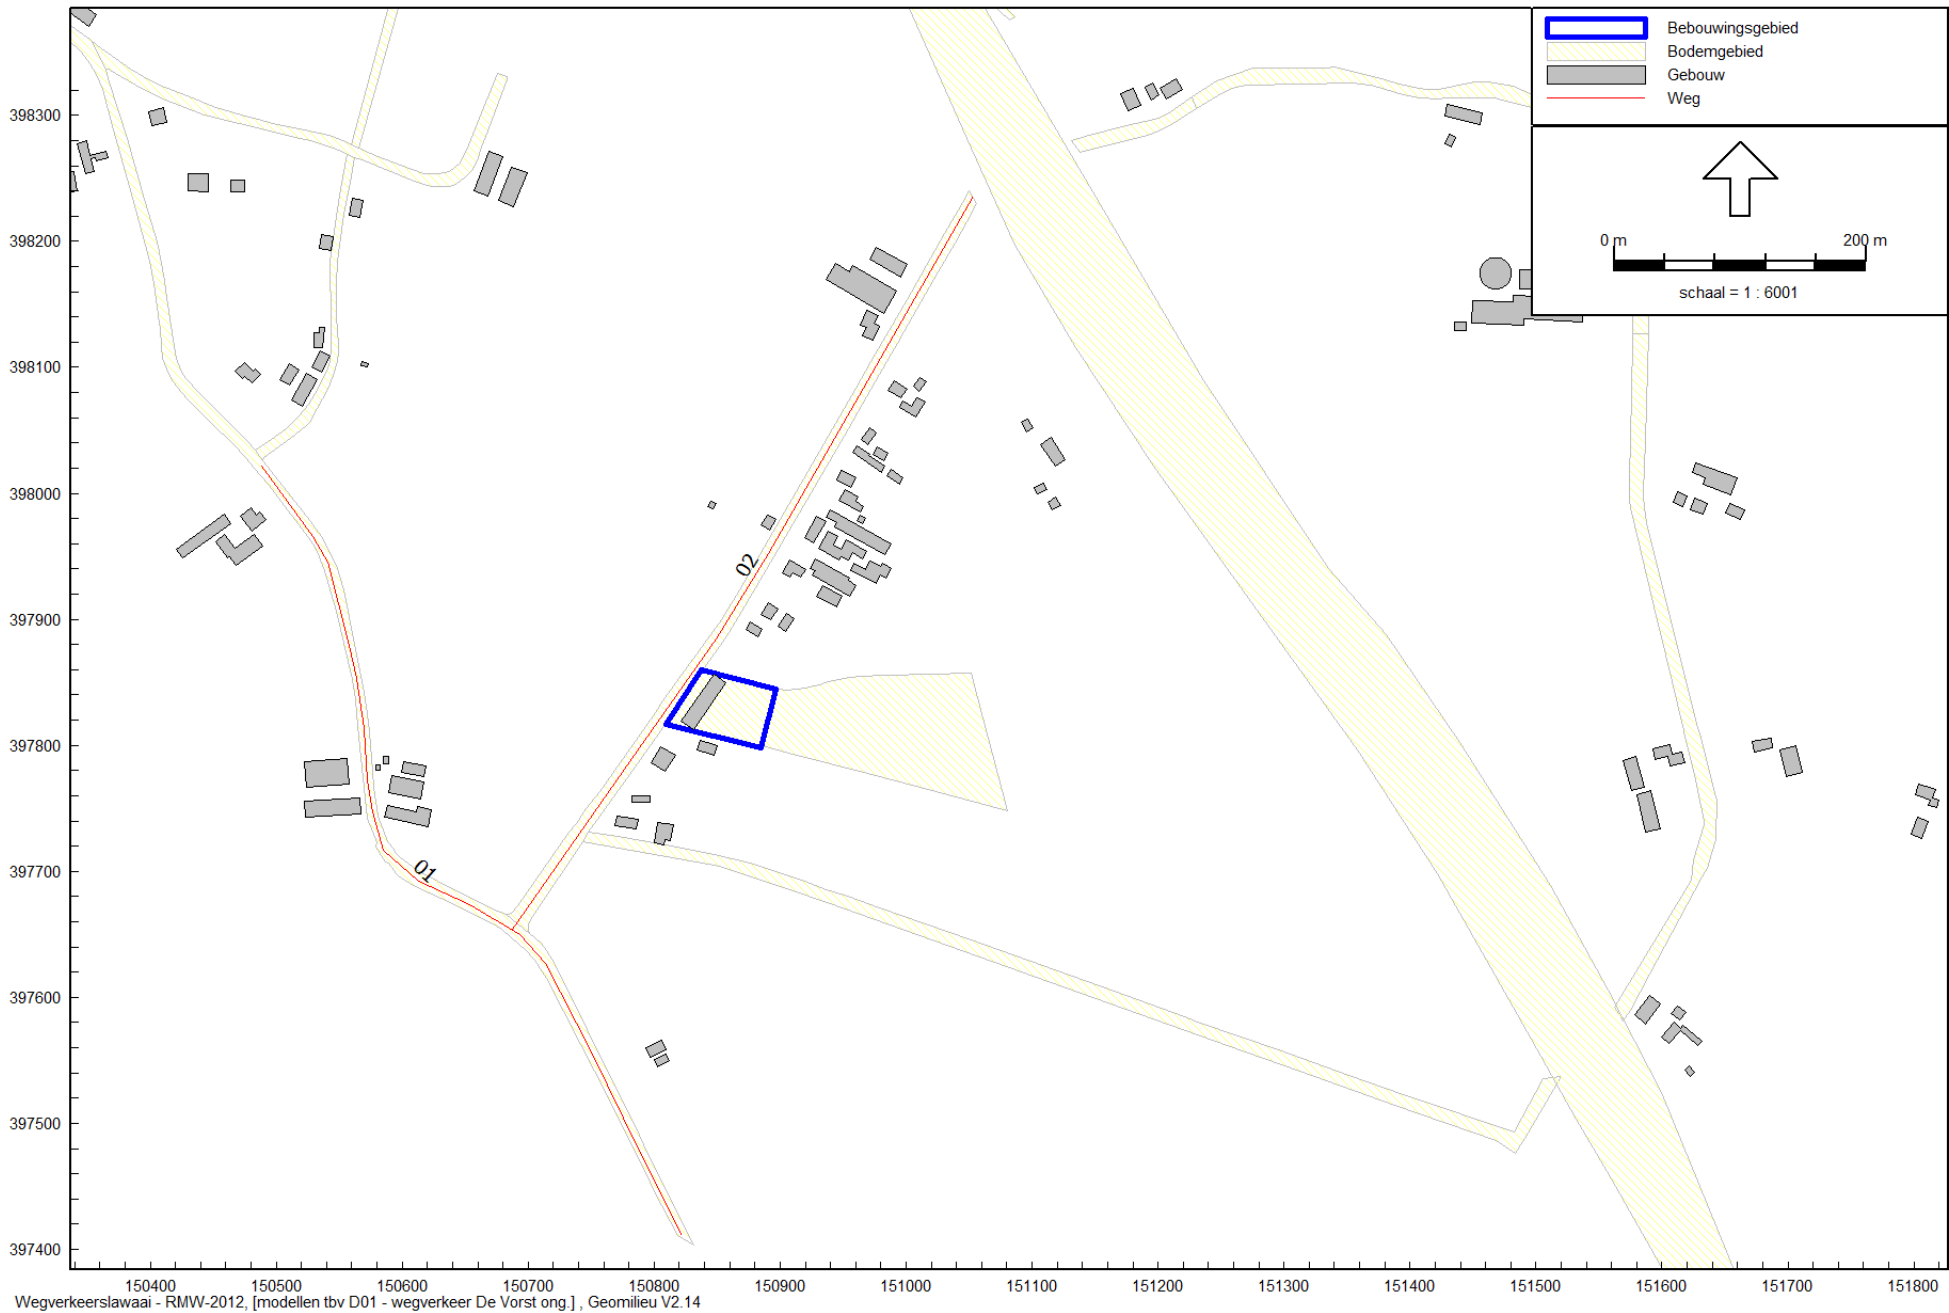 Bebouwingsgebied
Bodemgebied
Gebouw
Weg
0 m 200 m
schaal = 1 : 6001
398300
398200
398100
398000
397900
397800
397700
397600
397500
397400
02
01
150400 150500 150600 150700 150800 150900 151000 151100 151200 151300 151400 151500 151600 151700 151800
Wegverkeerslawaai - RMW-2012, [modellen tbv D01 - wegverkeer De Vorst ong.] , Geomilieu V2.14